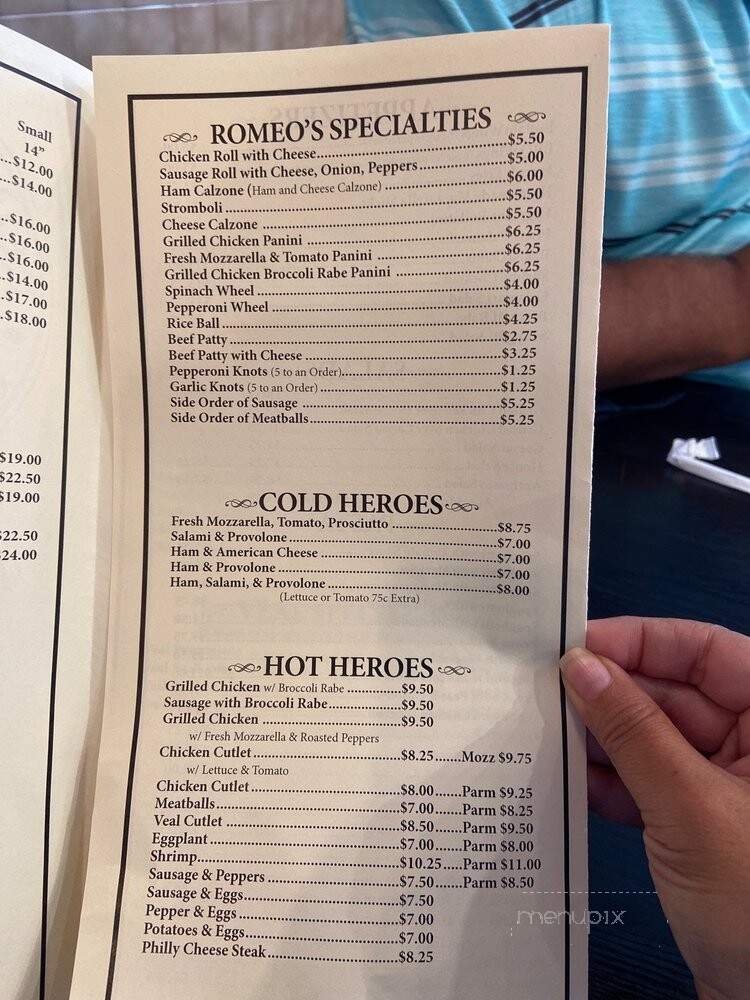 Small
14"
...$12.00
...$14.00
..$16.00
..$16.00
..$16.00
..$14.00
..$17.00
..$18.00
$19.00
$22.50
$19.00
$22.50
$24.00
ROMEO'S SPECIALTIES
Chicken Roll with Cheese...$5.50
Sausage Roll with Cheese, Onion, Peppers...$5.00
Ham Calzone (Ham and Cheese Calzone)...$6.00
Stromboli...$5.50
Cheese Calzone...$5.50
Grilled Chicken Panini...$6.25
Fresh Mozzarella & Tomato Panini...$6.25
Grilled Chicken Broccoli Rabe Panini...$6.25
Spinach Wheel...$4.00
Pepperoni Wheel...$4.00
Rice Ball...$4.25
Beef Patty...$2.75
Beef Patty with Cheese...$3.25
Pepperoni Knots (5 to an Order)...$1.25
Garlic Knots (5 to an Order)...$1.25
Side Order of Sausage...$5.25
Side Order of Meatballs...$5.25
COLD HEROES
Fresh Mozzarella, Tomato, Prosciutto...$8.75
Salami & Provolone...$7.00
Ham & American Cheese...$7.00
Ham & Provolone...$7.00
Ham, Salami, & Provolone...$8.00
(Lettuce or Tomato 75c Extra)
HOT HEROES
Grilled Chicken w/ Broccoli Rabe...$9.50
Sausage with Broccoli Rabe...$9.50
Grilled Chicken...$9.50
w/ Fresh Mozzarella & Roasted Peppers
Chicken Cutlet...$8.25.......Mozz $9.75
w/ Lettuce & Tomato
Chicken Cutlet...$8.00.......Parm $9.25
Meatballs...$7.00.......Parm $8.25
Veal Cutlet...$8.50.......Parm $9.50
Eggplant...$7.00.......Parm $8.00
Shrimp...$10.25.....Parm $11.00
Sausage & Peppers...$7.50.......Parm $8.50
Sausage & Eggs...$7.50
Pepper & Eggs...$7.00
Potatoes & Eggs...$7.00
Philly Cheese Steak...$8.25
menupix